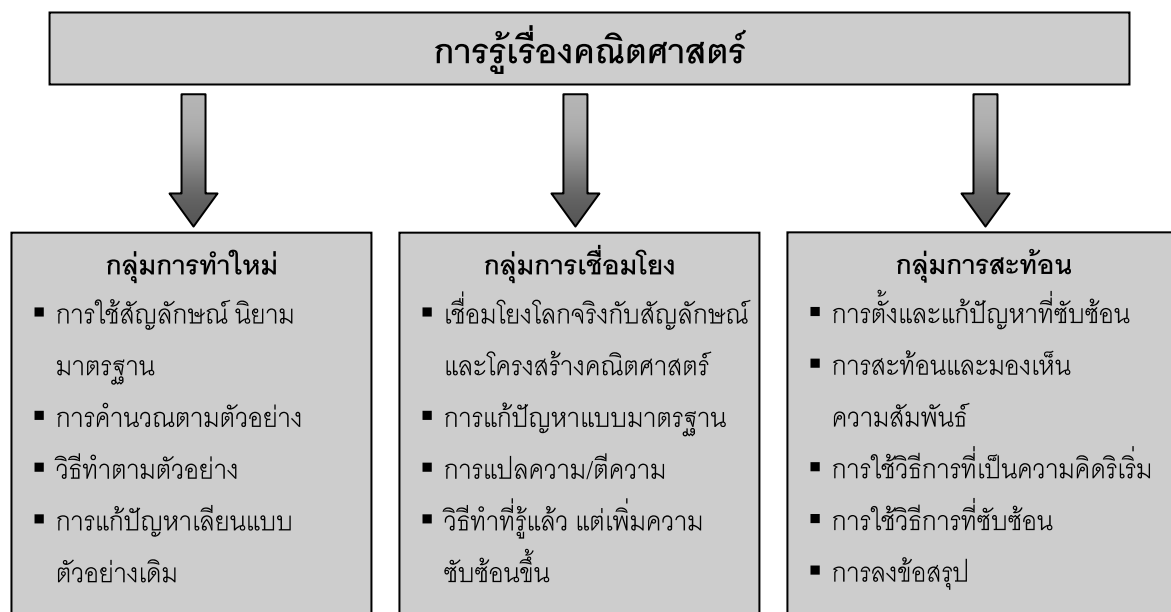 การรู้เรื่องคณิตศาสตร์
กลุ่มการทำใหม่
▪ การใช้สัญลักษณ์ นิยาม
มาตรฐาน
▪ การคำนวณตามตัวอย่าง
▪ วิธีทำตามตัวอย่าง
▪ การแก้ปัญหาเลียนแบบ
ตัวอย่างเดิม
กลุ่มการเชื่อมโยง
▪ เชื่อมโยงโลกจริงกับสัญลักษณ์
และโครงสร้างคณิตศาสตร์
▪ การแก้ปัญหาแบบมาตรฐาน
▪ การแปลความ/ตีความ
▪ วิธีทำที่รู้แล้ว แต่เพิ่มความ
ซับซ้อนขึ้น
กลุ่มการสะท้อน
▪ การตั้งและแก้ปัญหาที่ซับซ้อน
▪ การสะท้อนและมองเห็น
ความสัมพันธ์
▪ การใช้วิธีการที่เป็นความคิดริเริ่ม
▪ การใช้วิธีการที่ซับซ้อน
▪ การลงข้อสรุป